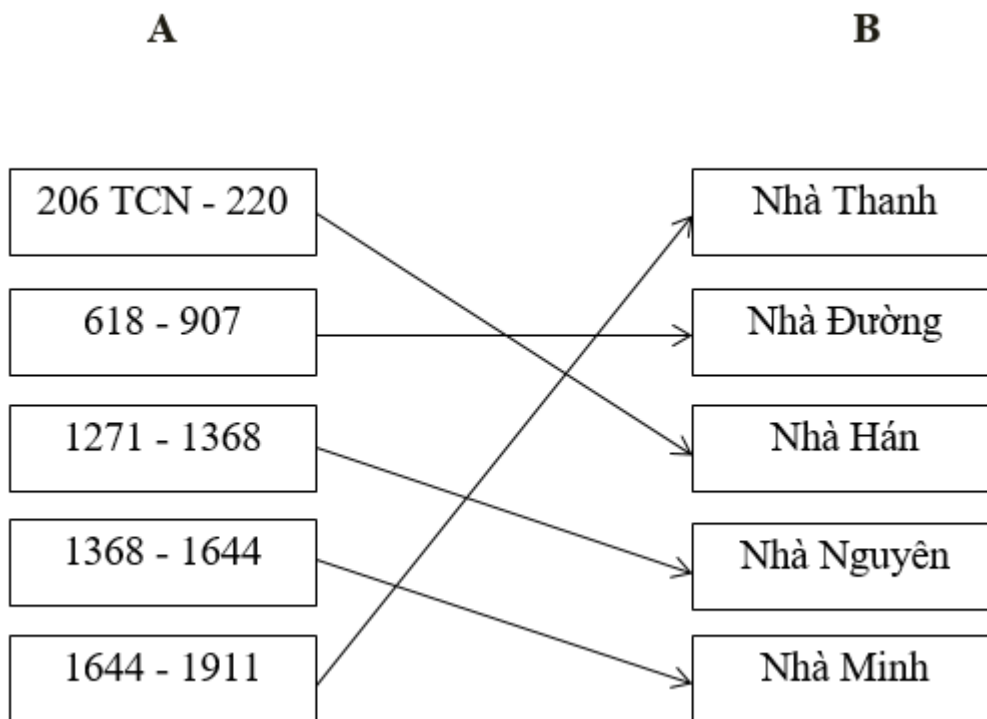 A
B
206 TCN - 220
Nhà Thanh
618 - 907
Nhà Đường
1271 - 1368
Nhà Hán
1368 - 1644
Nhà Nguyên
1644 - 1911
Nhà Minh